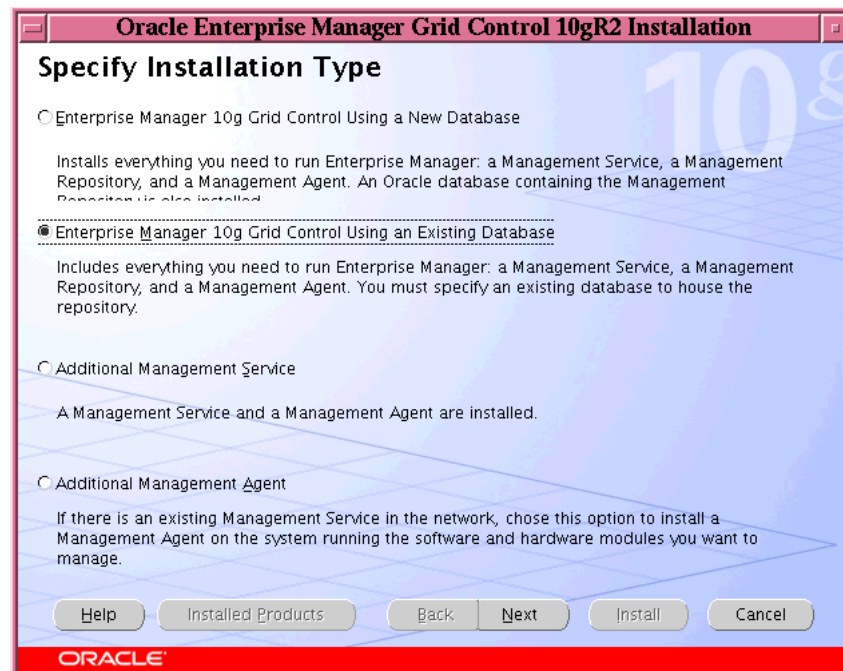 Oracle Enterprise Manager Grid Control 10gR2 Installation
Specify Installation Type
10g
Enterprise Manager 10g Grid Control Using a New Database
Installs everything you need to run Enterprise Manager: a Management Service, a Management
Repository, and a Management Agent. An Oracle database containing the Management
Repository is also installed.
Enterprise Manager 10g Grid Control Using an Existing Database
Includes everything you need to run Enterprise Manager: a Management Service, a Management
Repository, and a Management Agent. You must specify an existing database to house the
repository.
Additional Management Service
A Management Service and a Management Agent are installed.
Additional Management Agent
If there is an existing Management Service in the network, chose this option to install a
Management Agent on the system running the software and hardware modules you want to
manage.
Help Installed Products Back Next Install Cancel
ORACLE